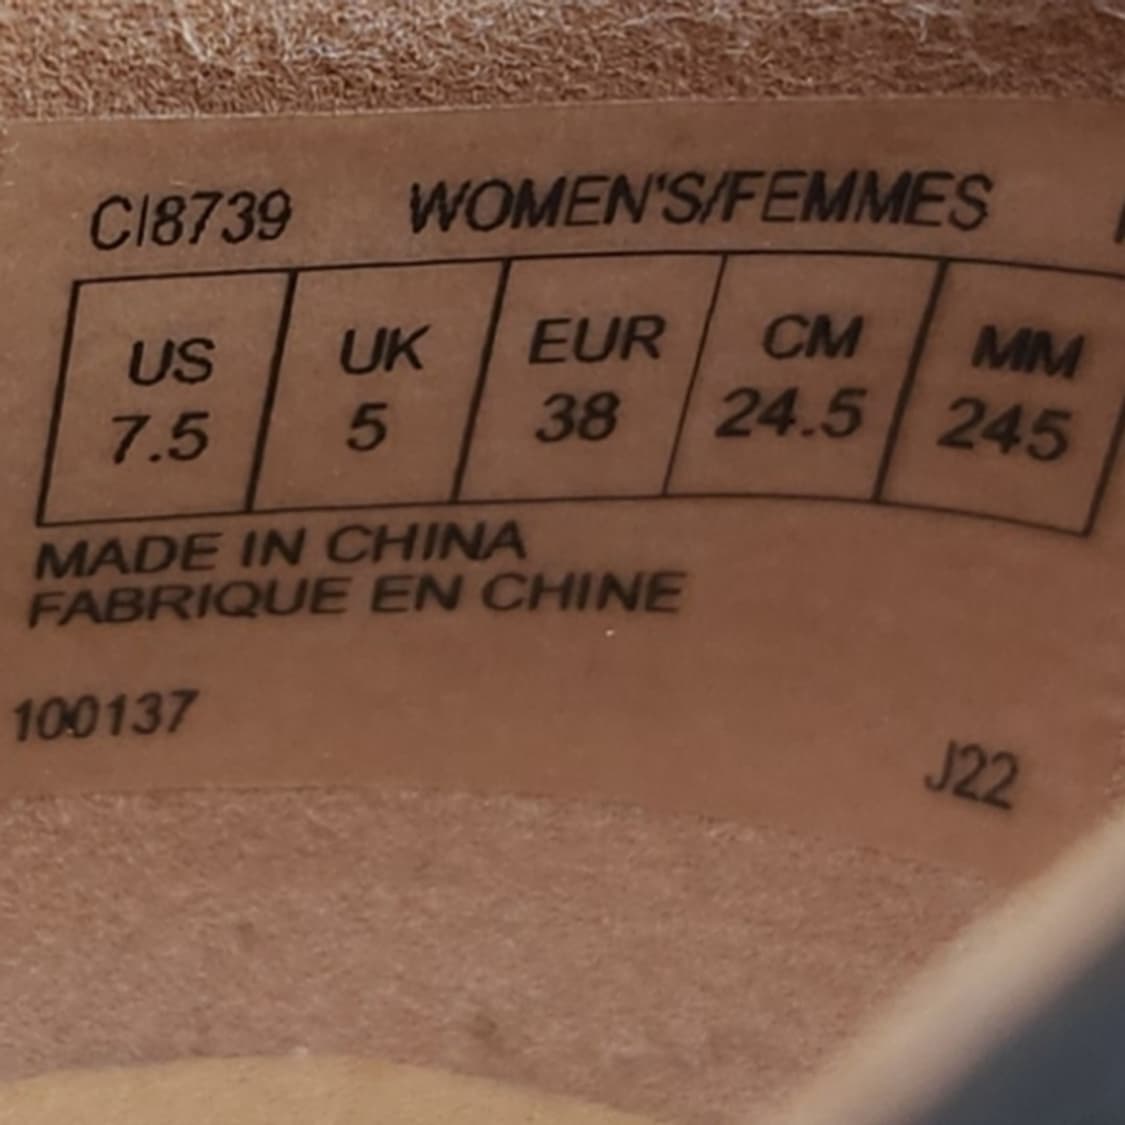 CI8739 WOMEN'S/FEMMES
US UK EUR CM MM
7.5 5 38 24.5 245
MADE IN CHINA
FABRIQUE EN CHINE
100137
J22